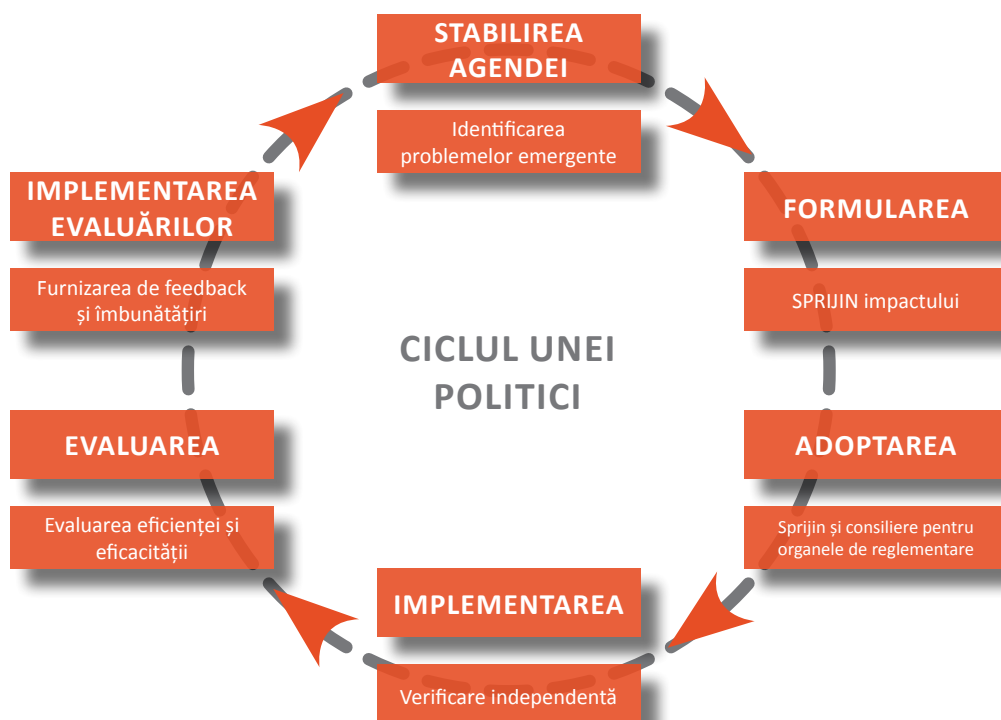 STABILIREA
AGENDEI
Identificarea
problemelor emergente
FORMULAREA
SPRIJIN impactului
ADOPTAREA
Sprijin și consiliere pentru
organele de reglementare
IMPLEMENTAREA
Verificare independentă
EVALUAREA
Evaluarea eficienței și
eficacității
IMPLEMENTAREA
EVALUĂRILOR
Furnizarea de feedback
și îmbunătățiri
CICLUL UNEI
POLITICI